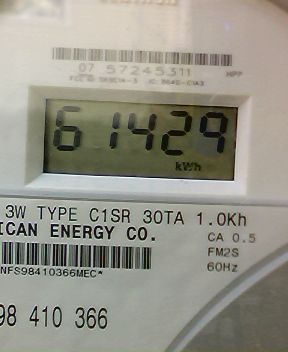 07 57245311 HPP
61429
kWh
3W TYPE C1SR 30TA 1.0Kh
ICAN ENERGY CO.
CA 0.5
FM2S
60Hz
NFS98410366MEC*
98 410 366